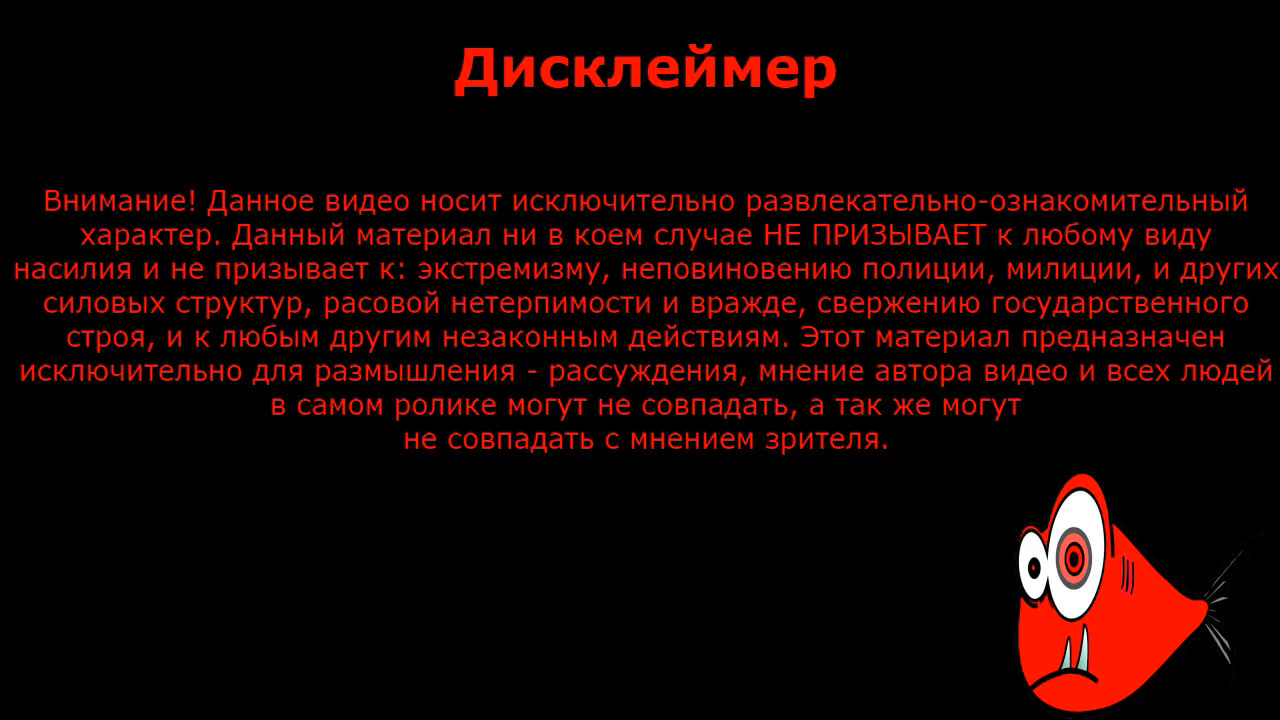 Дисклеймер
Внимание! Данное видео носит исключительно развлекательно-ознакомительный
характер. Данный материал ни в коем случае НЕ ПРИЗЫВАЕТ к любому виду
насилия и не призывает к: экстремизму, неповиновению полиции, милиции, и других
силовых структур, расовой нетерпимости и вражде, свержению государственного
строя, и к любым другим незаконным действиям. Этот материал предназначен
исключительно для размышления - рассуждения, мнение автора видео и всех людей
в самом ролике могут не совпадать, а так же могут
не совпадать с мнением зрителя.